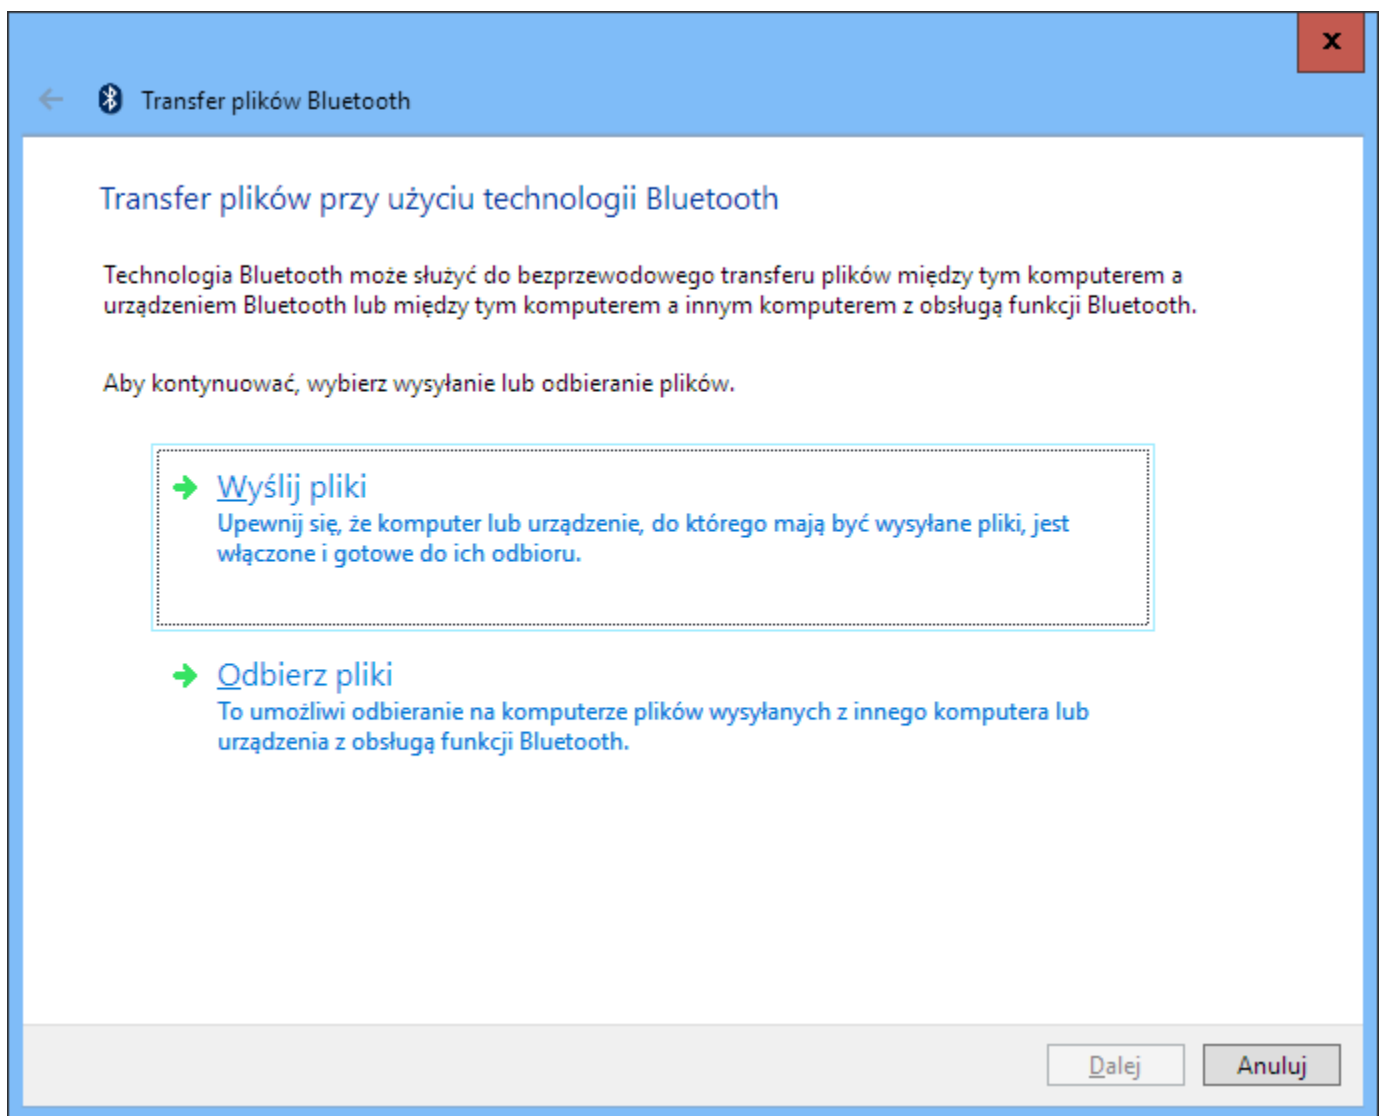 x
Transfer plików Bluetooth
Transfer plików przy użyciu technologii Bluetooth
Technologia Bluetooth może służyć do bezprzewodowego transferu plików między tym komputerem a
urządzeniem Bluetooth lub między tym komputerem a innym komputerem z obsługą funkcji Bluetooth.
Aby kontynuować, wybierz wysyłanie lub odbieranie plików.
Wyślij pliki
Upewnij się, że komputer lub urządzenie, do którego mają być wysyłane pliki, jest
włączone i gotowe do ich odbioru.
Odbierz pliki
To umożliwi odbieranie na komputerze plików wysyłanych z innego komputera lub
urządzenia z obsługą funkcji Bluetooth.
Dalej
Anuluj